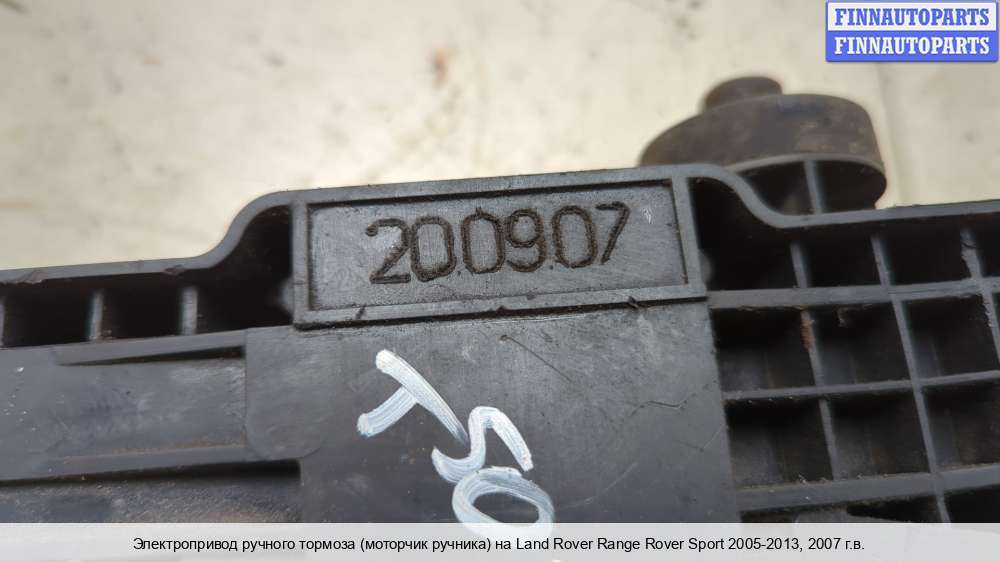 FINNAUTOPARTS
FINNAUTOPARTS
20.09.07
Электропривод ручного тормоза (моторчик ручника) на Land Rover Range Rover Sport 2005-2013, 2007 г.в.